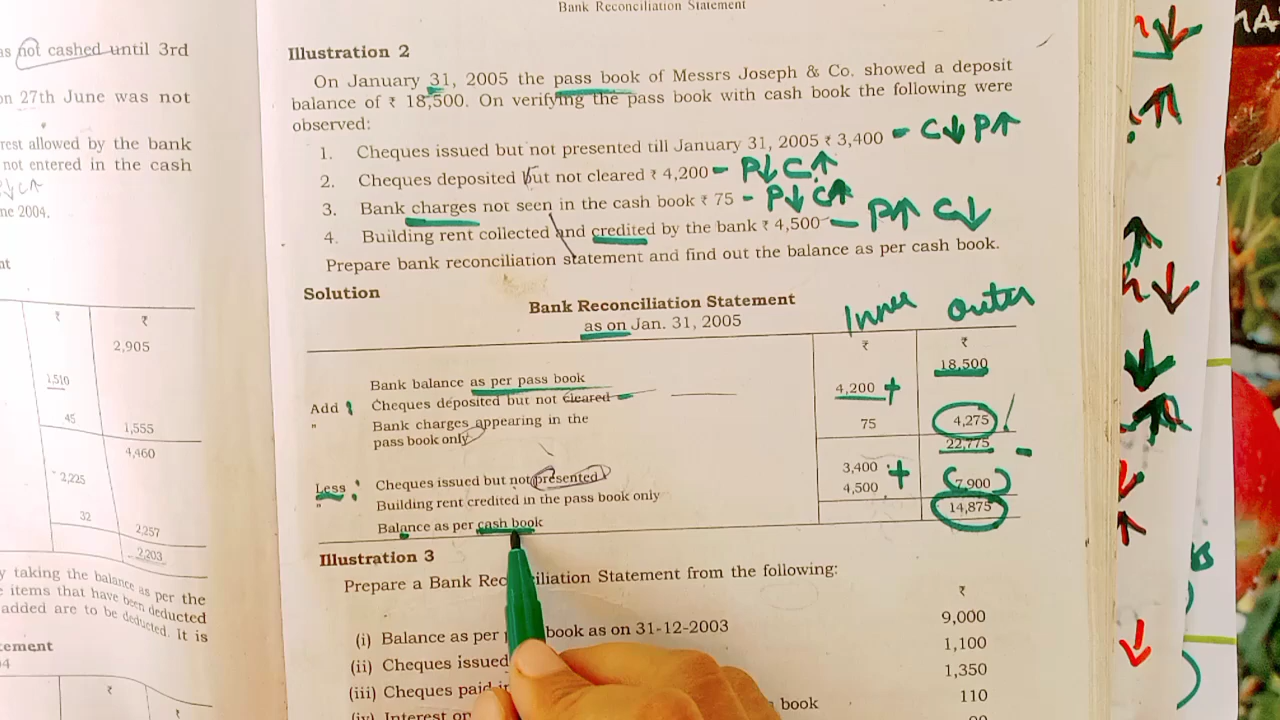 Bank Reconciliation Statement
as not cashed until 3rd
on 27th June was not
rest allowed by the bank
not entered in the cash
P↓ C↑
ne 2004.
nt
₹ ₹
2,905
1,510
45 1,555
4,460
2,225
32 2,257
2,203
y taking the balance as per the
e items that have been deducted
added are to be deducted. It is
tement
04
₹ ₹
Illustration 2
On January 31, 2005 the pass book of Messrs Joseph & Co. showed a deposit
balance of ₹ 18,500. On verifying the pass book with cash book the following were
observed:
1. Cheques issued but not presented till January 31, 2005 ₹ 3,400 - C↓ P↑
2. Cheques deposited but not cleared ₹ 4,200 - P↓ C↑
3. Bank charges not seen in the cash book ₹ 75 - P↓ C↑
4. Building rent collected and credited by the bank ₹ 4,500 - P↑ C↓
Prepare bank reconciliation statement and find out the balance as per cash book.
Solution
Bank Reconciliation Statement
as on Jan. 31, 2005
Inner Outer
₹ ₹
Bank balance as per pass book 18,500
Add : Cheques deposited but not cleared 4,200 +
" Bank charges appearing in the
pass book only 75 4,275
22,775 -
Less : Cheques issued but not presented 3,400 +
" Building rent credited in the pass book only 4,500 7,900
Balance as per cash book 14,875
Illustration 3
Prepare a Bank Reconciliation Statement from the following:
₹
(i) Balance as per book as on 31-12-2003 9,000
(ii) Cheques issued 1,100
(iii) Cheques paid 1,350
(iv) Interest on book 110